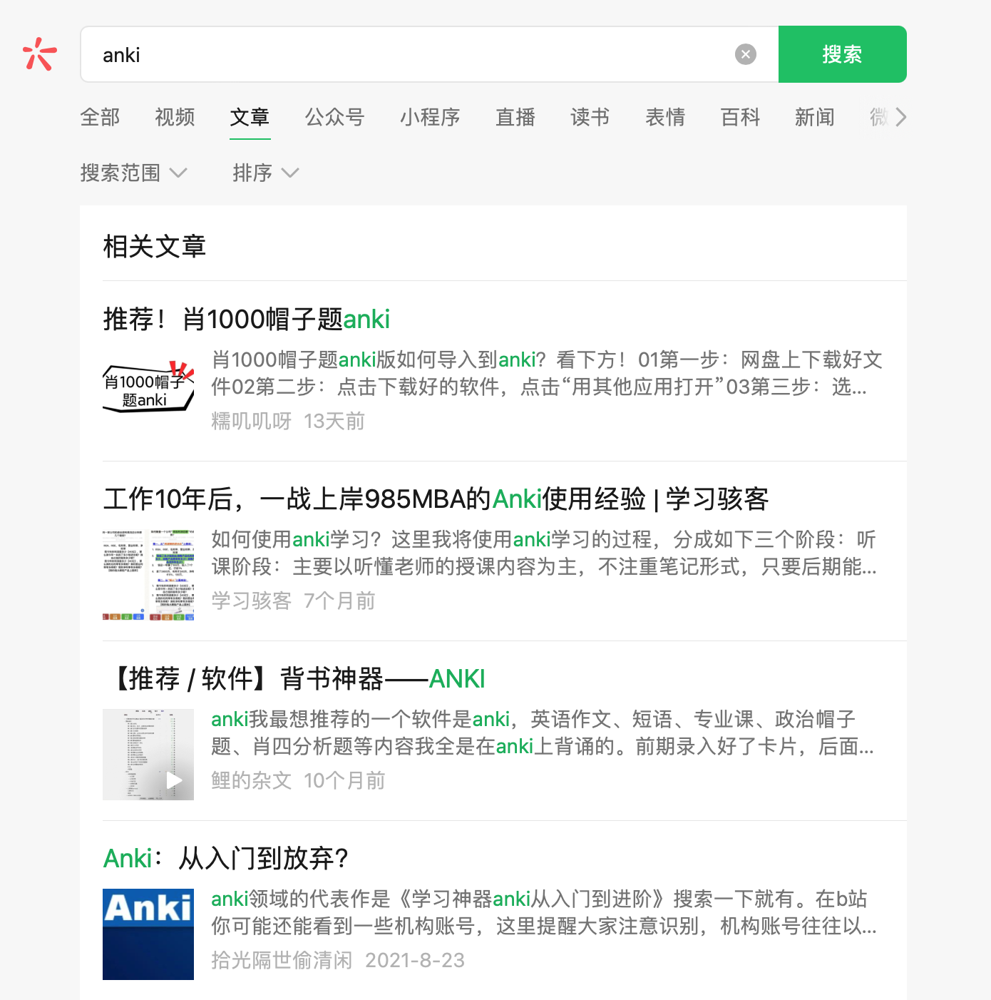 anki
搜索
全部 视频 文章 公众号 小程序 直播 读书 表情 百科 新闻 微
搜索范围 排序
相关文章
推荐！肖1000帽子题anki
肖1000帽子
题anki
肖1000帽子题anki版如何导入到anki？看下方！01第一步：网盘上下载好文
件02第二步：点击下载好的软件，点击“用其他应用打开”03第三步：选...
糯叽叽呀 13天前
工作10年后，一战上岸985MBA的Anki使用经验 | 学习骇客
如何使用anki学习？这里我将使用anki学习的过程，分成如下三个阶段：听
课阶段：主要以听懂老师的授课内容为主，不注重笔记形式，只要后期能...
学习骇客 7个月前
【推荐 / 软件】背书神器——ANKI
anki我最想推荐的一个软件是anki，英语作文、短语、专业课、政治帽子
题、肖四分析题等内容我全是在anki上背诵的。前期录入好了卡片，后面...
鲤的杂文 10个月前
Anki：从入门到放弃？
Anki
anki领域的代表作是《学习神器anki从入门到进阶》搜索一下就有。在b站
你可能还能看到一些机构账号，这里提醒大家注意识别，机构账号往往以...
拾光隔世偷清闲 2021-8-23